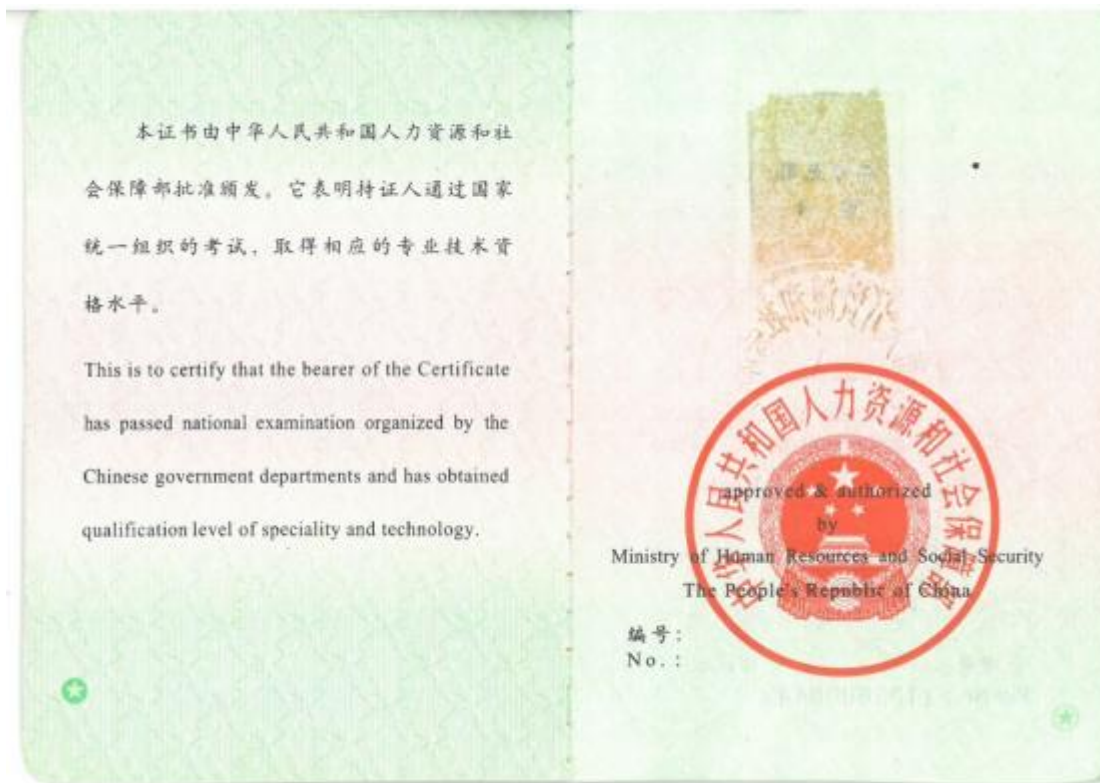 本证书由中华人民共和国人力资源和社
会保障部批准颁发。它表明持证人通过国家
统一组织的考试，取得相应的专业技术资
格水平。
This is to certify that the bearer of the Certificate
has passed national examination organized by the
Chinese government departments and has obtained
qualification level of speciality and technology.
中华人民共和国人力资源和社会保障部
approved & authorized
by
Ministry of Human Resources and Social Security
The People's Republic of China
编号：
No.：